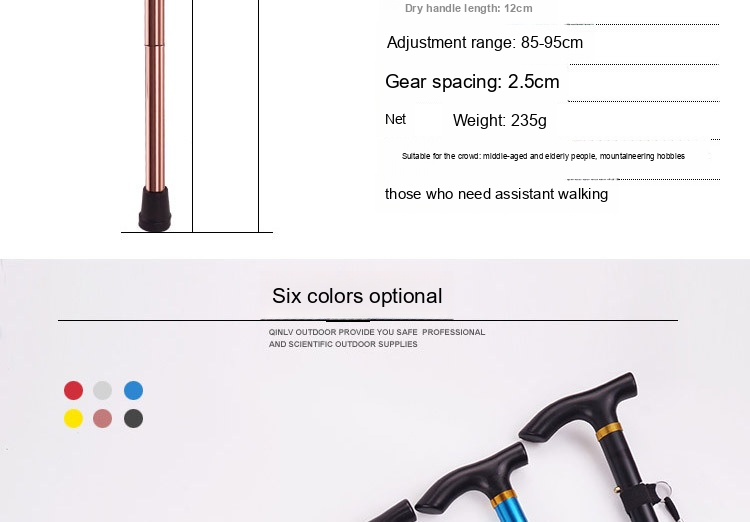 Dry handle length: 12cm
Adjustment range: 85-95cm
Gear spacing: 2.5cm
Net Weight: 235g
Suitable for the crowd: middle-aged and elderly people, mountaineering hobbies
those who need assistant walking
Six colors optional
QINLV OUTDOOR PROVIDE YOU SAFE PROFESSIONAL
AND SCIENTIFIC OUTDOOR SUPPLIES